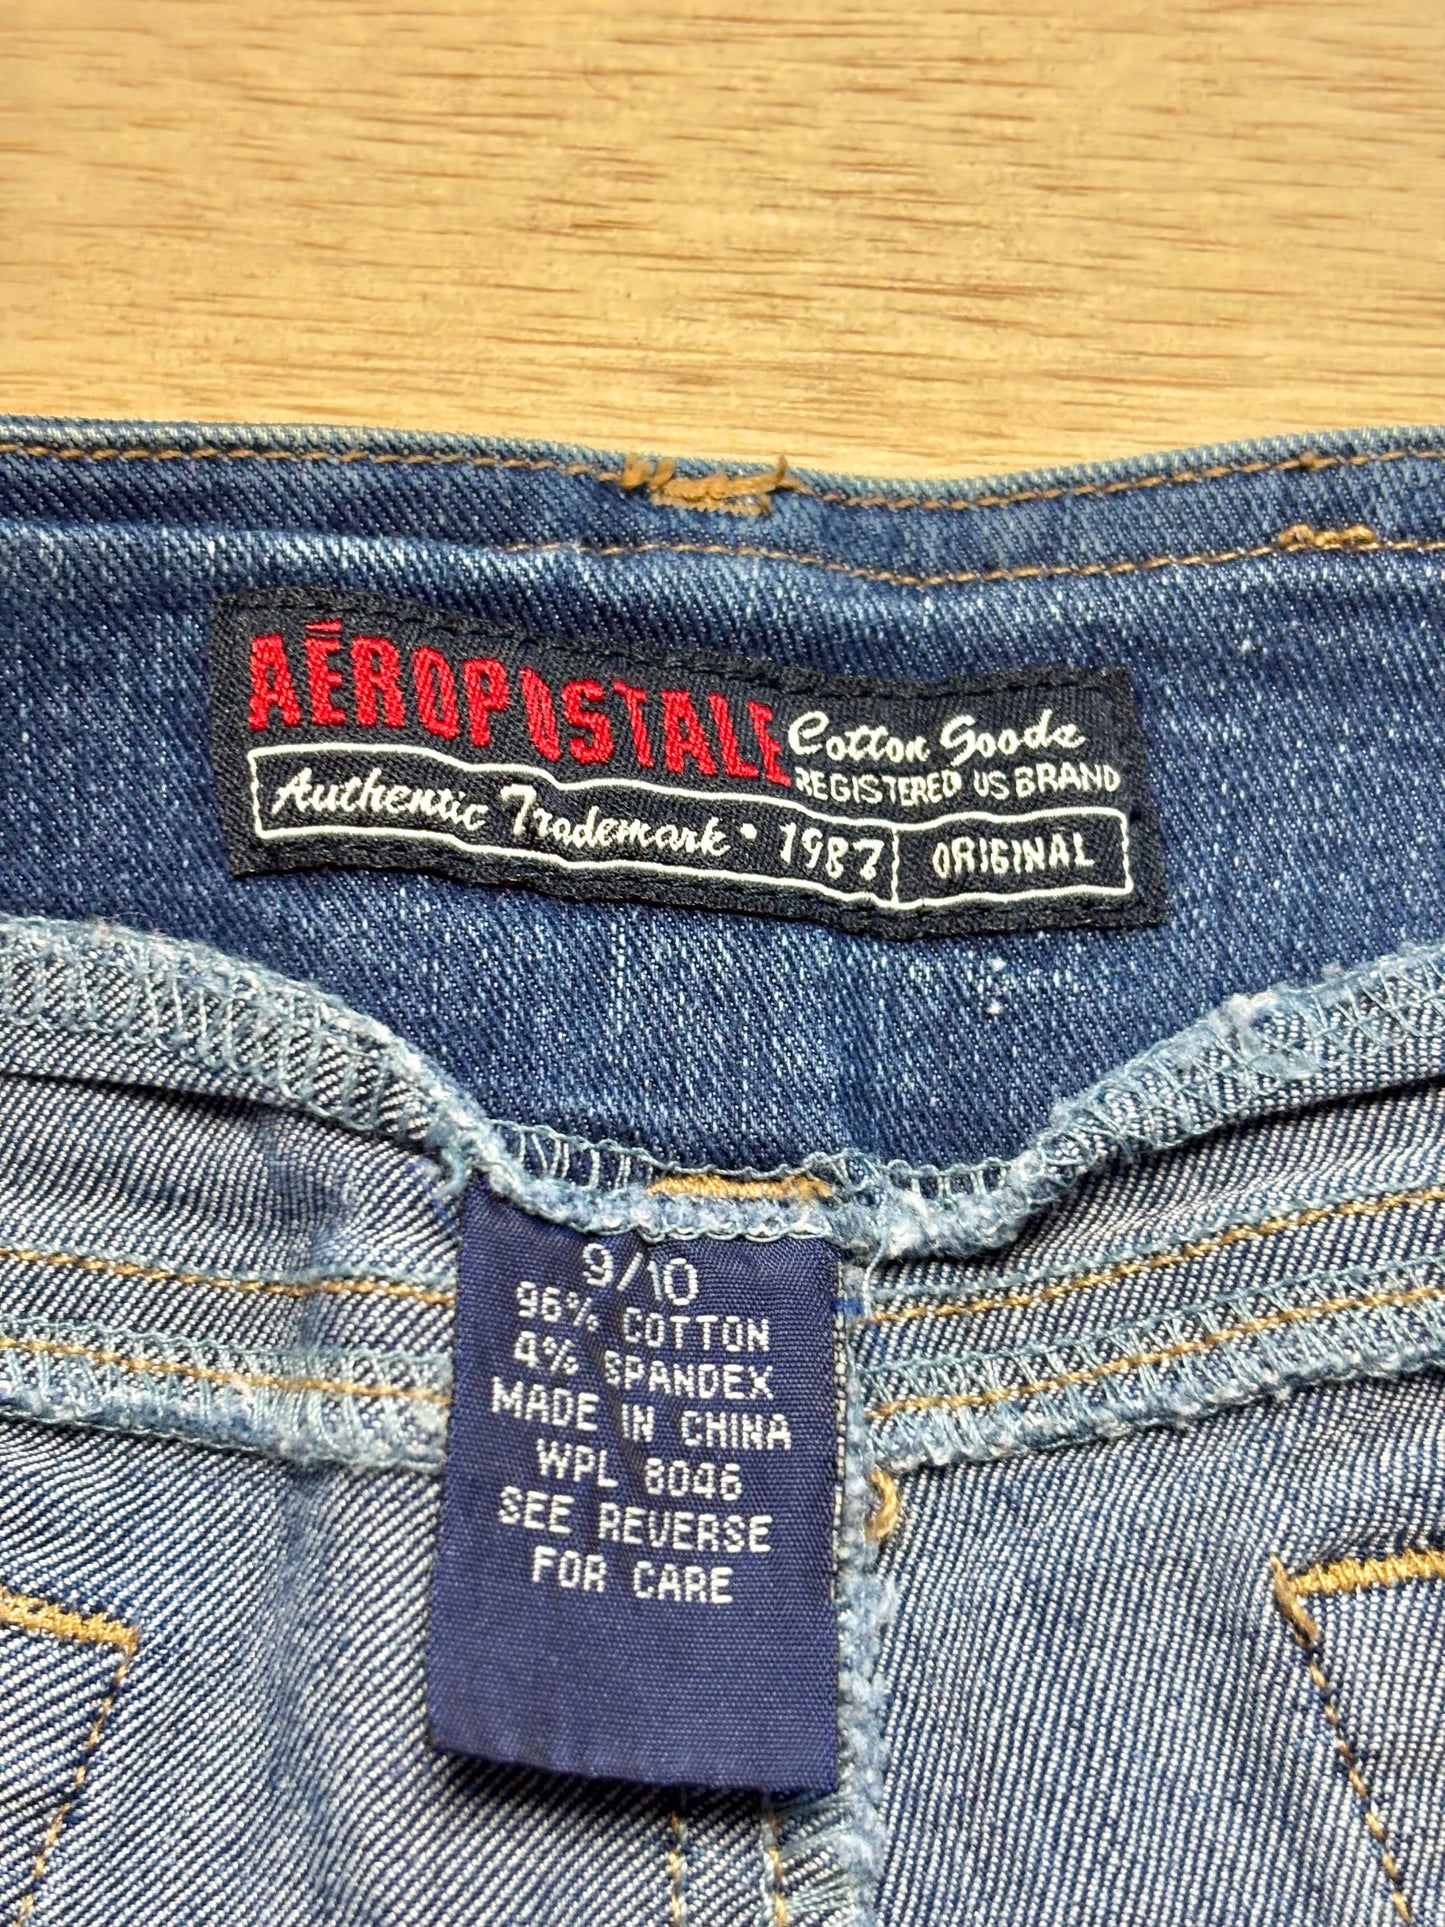 AÉROPOSTALE Cotton Goods
REGISTERED US BRAND
Authentic Trademark • 1987 ORIGINAL
9/10
96% COTTON
4% SPANDEX
MADE IN CHINA
WPL 8046
SEE REVERSE
FOR CARE